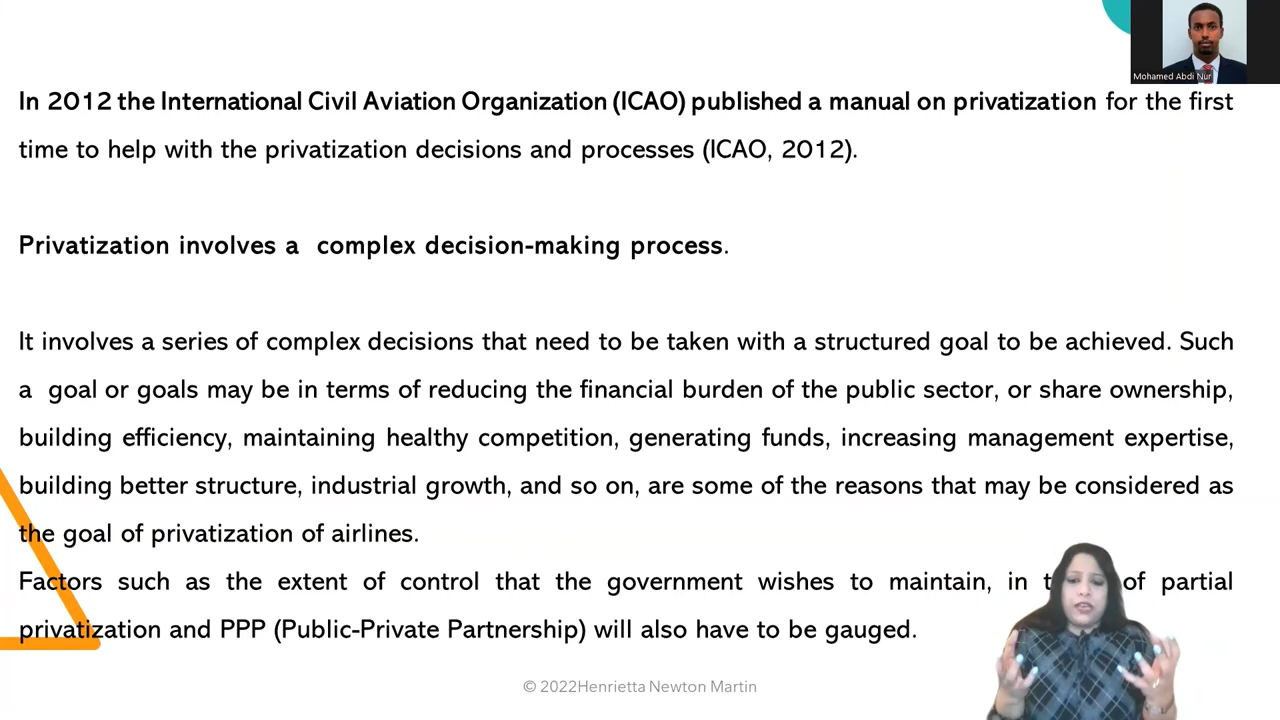 Mohamed Abdi Nur
In 2012 the International Civil Aviation Organization (ICAO) published a manual on privatization for the first
time to help with the privatization decisions and processes (ICAO, 2012).
Privatization involves a complex decision-making process.
It involves a series of complex decisions that need to be taken with a structured goal to be achieved. Such
a goal or goals may be in terms of reducing the financial burden of the public sector, or share ownership,
building efficiency, maintaining healthy competition, generating funds, increasing management expertise,
building better structure, industrial growth, and so on, are some of the reasons that may be considered as
the goal of privatization of airlines.
Factors such as the extent of control that the government wishes to maintain, in of partial
privatization and PPP (Public-Private Partnership) will also have to be gauged.
© 2022Henrietta Newton Martin